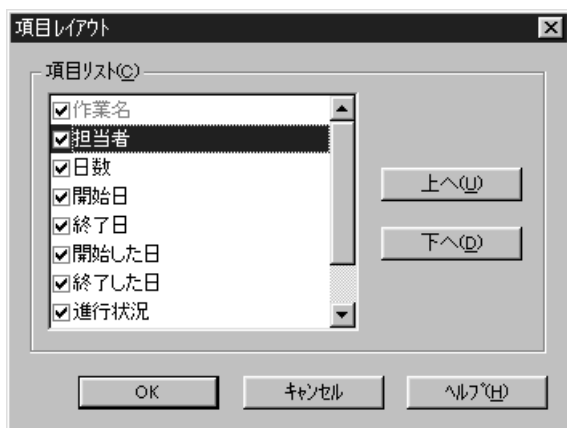 項目ﾚｲｱｳﾄ
項目ﾘｽﾄ(C)
作業名
担当者
日数
開始日
終了日
開始した日
終了した日
進行状況
上へ(U)
下へ(D)
OK
ｷｬﾝｾﾙ
ﾍﾙﾌﾟ(H)